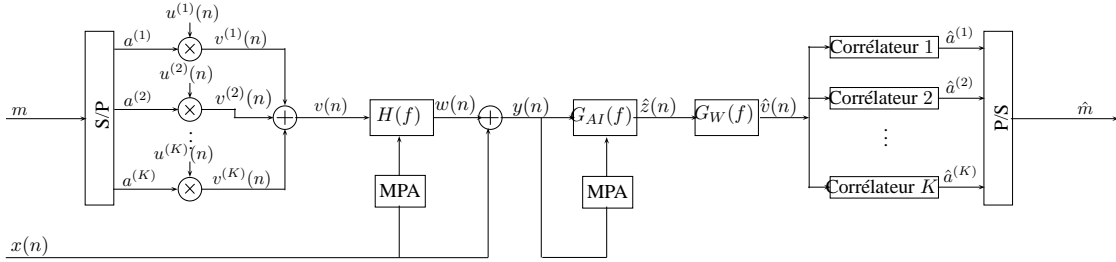 u^{(1)}(n)
a^{(1)}
v^{(1)}(n)
u^{(2)}(n)
a^{(2)}
v^{(2)}(n)
u^{(K)}(n)
a^{(K)}
v^{(K)}(n)
⋮
m
S/P
v(n)
H(f)
w(n)
y(n)
G_{AI}(f)
\hat{z}(n)
G_W(f)
\hat{v}(n)
Corrélateur 1
\hat{a}^{(1)}
Corrélateur 2
\hat{a}^{(2)}
⋮
Corrélateur K
\hat{a}^{(K)}
P/S
\hat{m}
MPA
MPA
x(n)